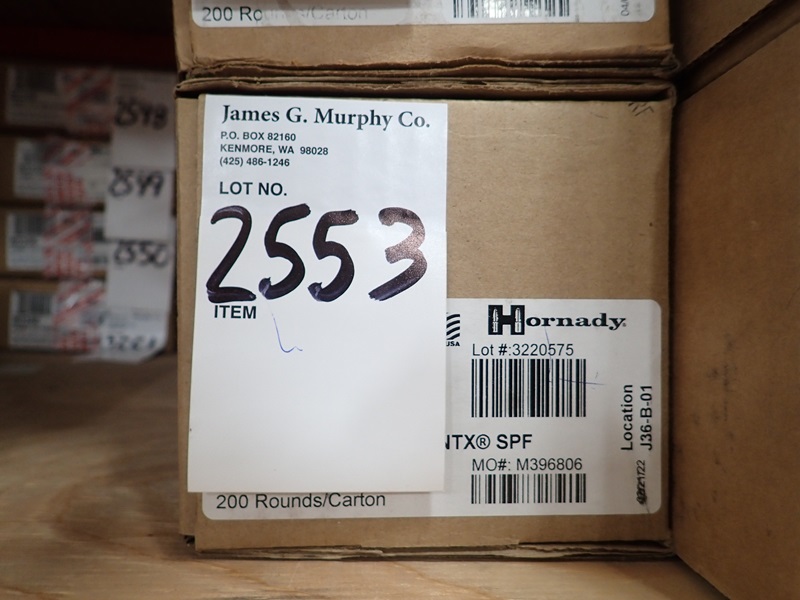 200 Rounds/Carton
2548
2549
2550
James G. Murphy Co.
P.O. BOX 82160
KENMORE, WA 98028
(425) 486-1246
LOT NO.
2553
ITEM
USA
Hornady
Lot #:3220575
NTX® SPF
MO#: M396806
200 Rounds/Carton
Location
J36-B-01